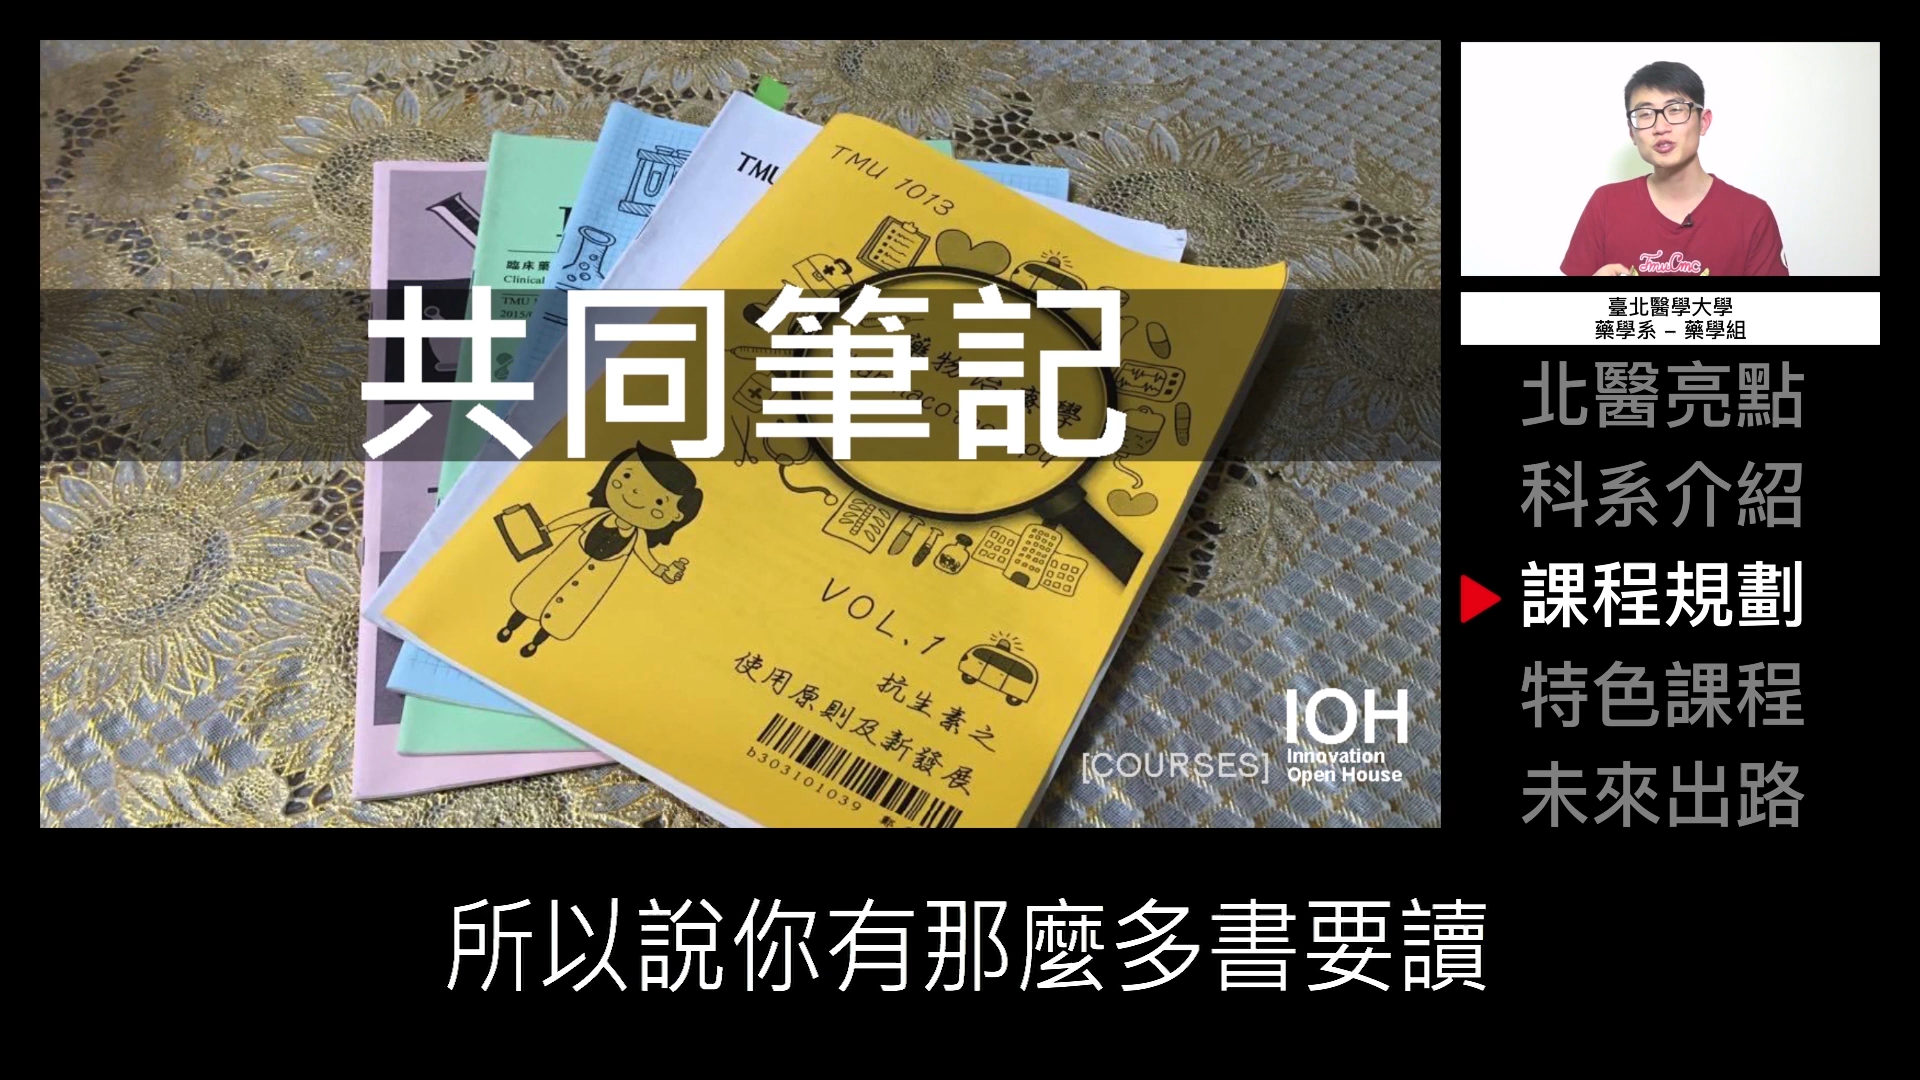 TMU 1013
TMU
臨床藥
Clinical
TMU
2015/
共同筆記
VOL.1
抗生素之
使用原則及新發展
b303101039
[COURSES]
IOH
Innovation
Open House
TmuCmc
臺北醫學大學
藥學系 – 藥學組
北醫亮點
科系介紹
課程規劃
特色課程
未來出路
所以說你有那麼多書要讀